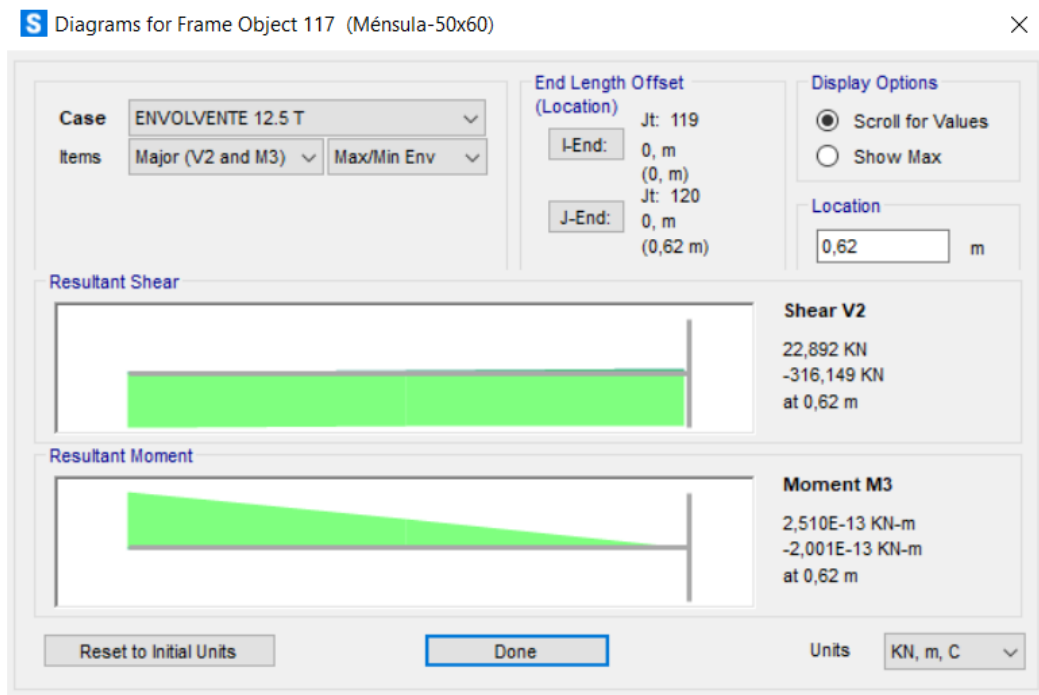 S Diagrams for Frame Object 117 (Ménsula-50x60)
Case ENVOLVENTE 12.5 T
Items Major (V2 and M3) Max/Min Env
End Length Offset
(Location)
I-End:
Jt: 119
0, m
(0, m)
J-End:
Jt: 120
0, m
(0,62 m)
Display Options
Scroll for Values
Show Max
Location
0,62 m
Resultant Shear
Shear V2
22,892 KN
-316,149 KN
at 0,62 m
Resultant Moment
Moment M3
2,510E-13 KN-m
-2,001E-13 KN-m
at 0,62 m
Reset to Initial Units Done Units KN, m, C